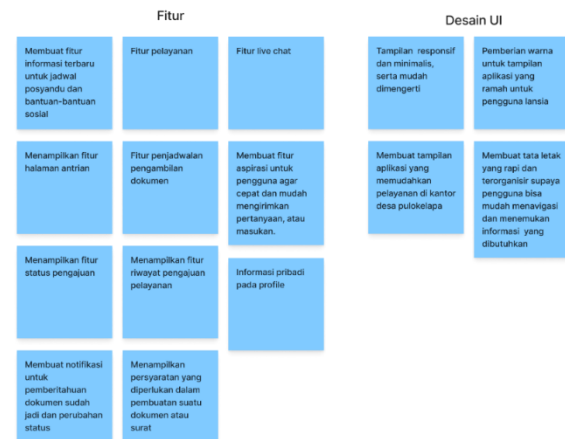 Fitur
Desain UI
Membuat fitur
informasi terbaru
untuk jadwal
posyandu dan
bantuan-bantuan
sosial
Fitur pelayanan
Fitur live chat
Menampilkan fitur
halaman antrian
Fitur penjadwalan
pengambilan
dokumen
Membuat fitur
aspirasi untuk
pengguna agar
cepat dan mudah
mengirimkan
pertanyaan, atau
masukan.
Menampilkan fitur
status pengajuan
Menampilkan fitur
riwayat pengajuan
pelayanan
Informasi pribadi
pada profile
Membuat notifikasi
untuk
pemberitahuan
dokumen sudah
jadi dan perubahan
status
Menampilkan
persyaratan yang
diperlukan dalam
pembuatan suatu
dokumen atau
surat
Tampilan responsif
dan minimalis,
serta mudah
dimengerti
Pemberian warna
untuk tampilan
aplikasi yang
ramah untuk
pengguna lansia
Membuat tampilan
aplikasi yang
memudahkan
pelayanan di kantor
desa pulokelapa
Membuat tata letak
yang rapi dan
terorganisir supaya
pengguna bisa
mudah menavigasi
dan menemukan
informasi yang
dibutuhkan